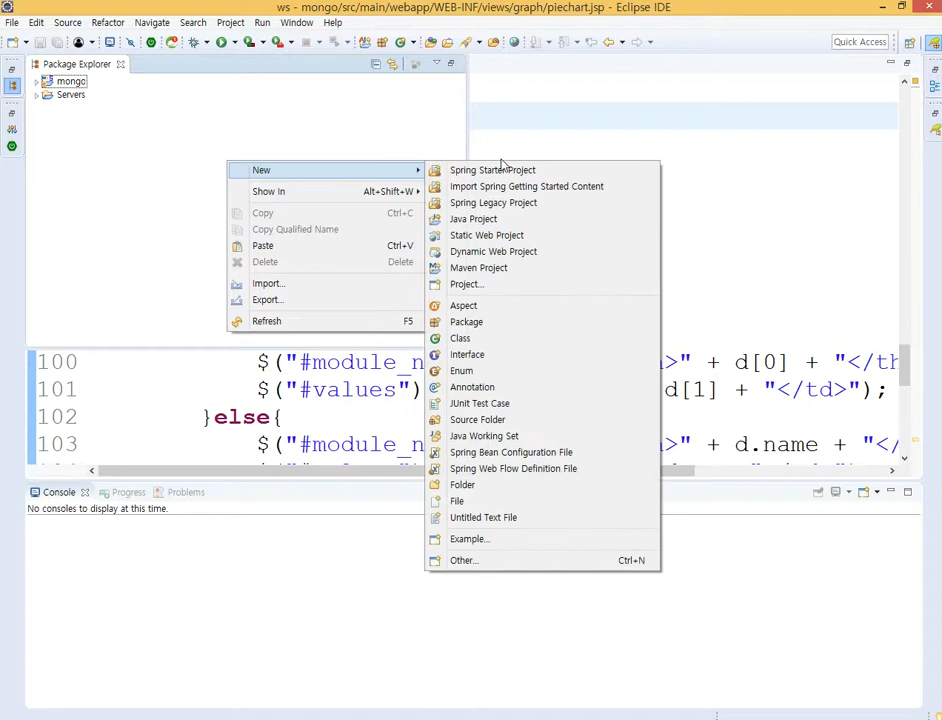 ws - mongo/src/main/webapp/WEB-INF/views/graph/piechart.jsp - Eclipse IDE
File Edit Source Refactor Navigate Search Project Run Window Help
Quick Access
Package Explorer
mongo
Servers
New
Show In Alt+Shift+W
Copy Ctrl+C
Copy Qualified Name
Paste Ctrl+V
Delete Delete
Import...
Export...
Refresh F5
Spring Starter Project
Import Spring Getting Started Content
Spring Legacy Project
Java Project
Static Web Project
Dynamic Web Project
Maven Project
Project...
Aspect
Package
Class
Interface
Enum
Annotation
JUnit Test Case
Source Folder
Java Working Set
Spring Bean Configuration File
Spring Web Flow Definition File
Folder
File
Untitled Text File
Example...
Other... Ctrl+N
100 $("#module_n >" + d[0] + "</th
101 $("#values") d[1] + "</td>");
102 }else{
103 $("#module_n >" + d.name + "</
Console Progress Problems
No consoles to display at this time.